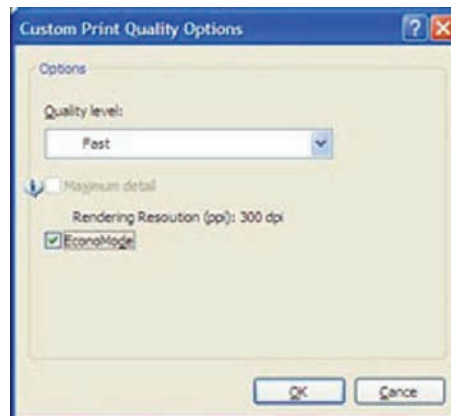 Custom Print Quality Options
Options
Quality level:
Fast
Maximum detail
Rendering Resoution (ppi): 300 dpi
EconoMode
OK
Cance